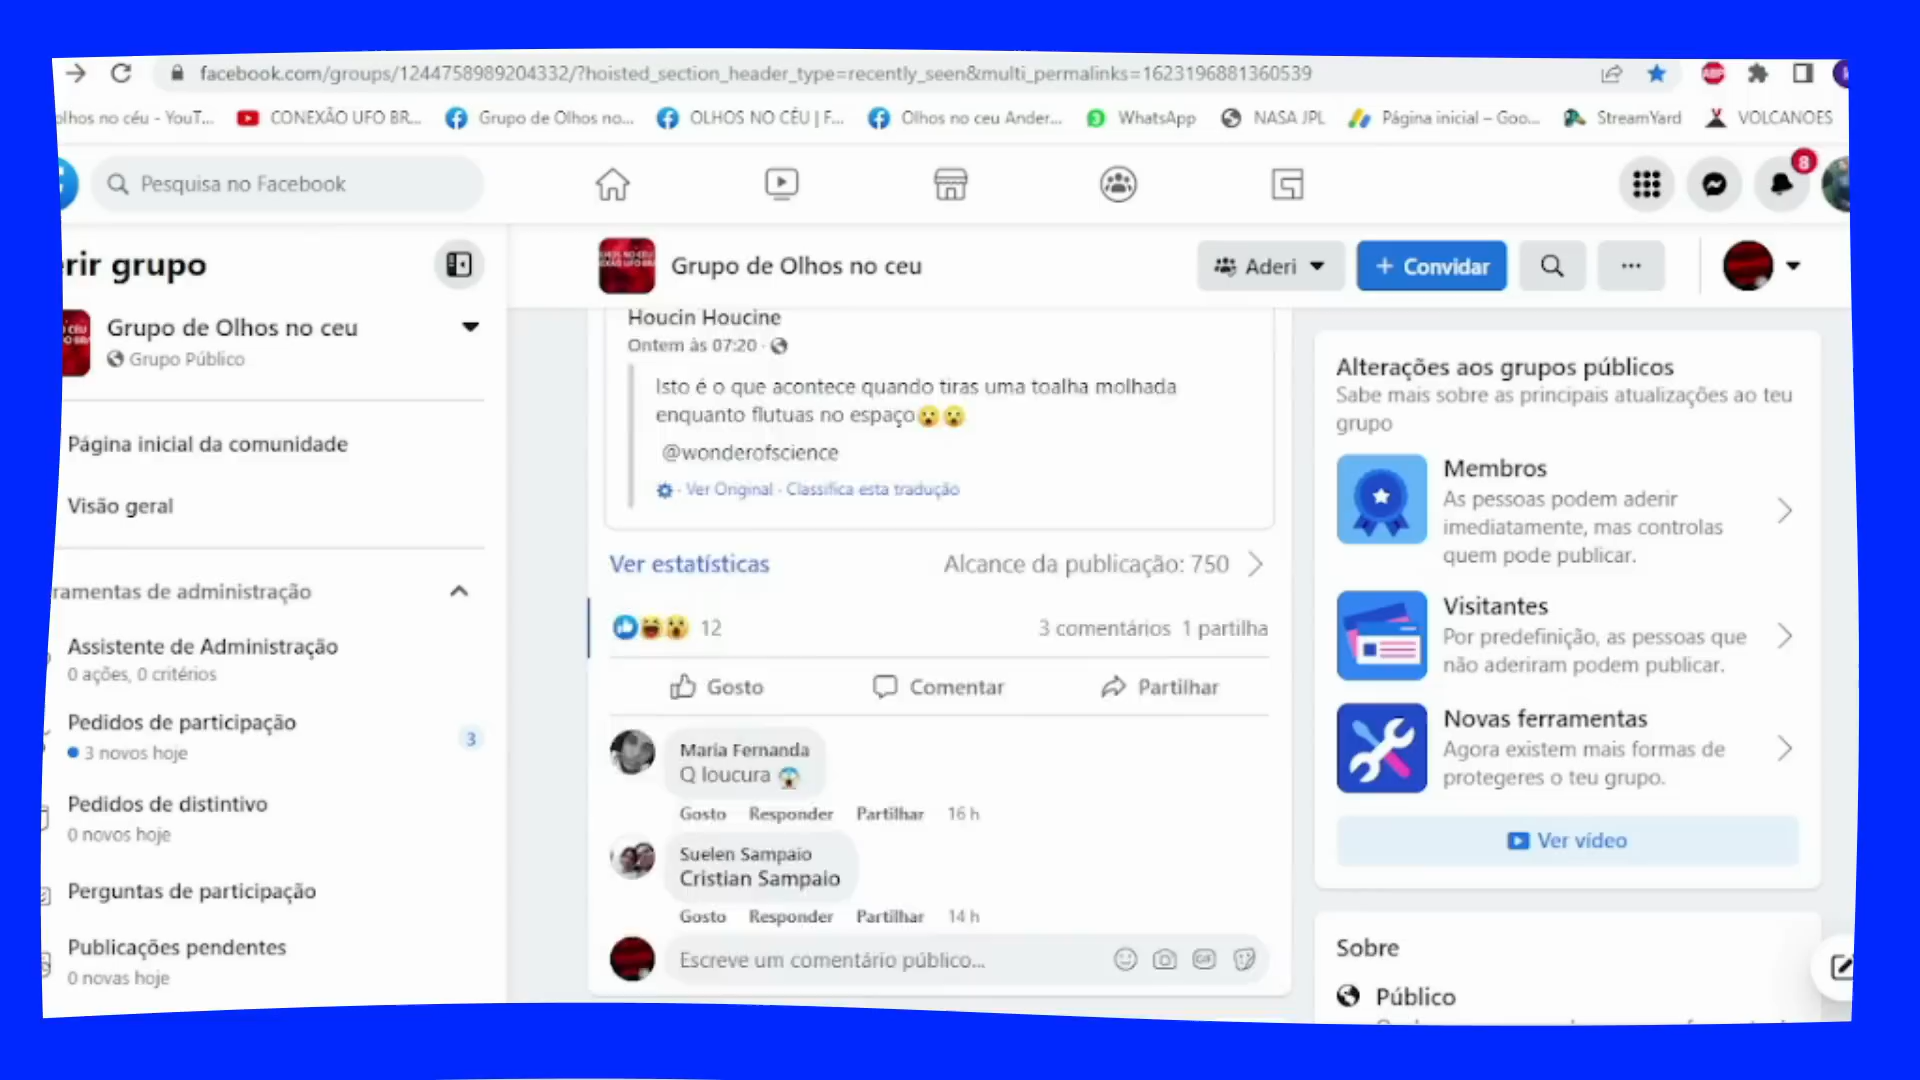 facebook.com/groups/1244758989204332/?hoisted_section_header_type=recently_seen&multi_permalinks=1623196881360539
olhos no céu - YouT...
CONEXÃO UFO BR...
Grupo de Olhos no...
OLHOS NO CÉU | F...
Olhos no ceu Ander...
WhatsApp
NASA JPL
Página inicial – Goo...
StreamYard
VOLCANOES
Pesquisa no Facebook
8
erir grupo
Grupo de Olhos no ceu
Grupo Público
Página inicial da comunidade
Visão geral
ramentas de administração
Assistente de Administração
0 ações, 0 critérios
Pedidos de participação
3 novos hoje
3
Pedidos de distintivo
0 novos hoje
Perguntas de participação
Publicações pendentes
0 novas hoje
Grupo de Olhos no ceu
Aderi
+ Convidar
Houcin Houcine
Ontem às 07:20 ·
Isto é o que acontece quando tiras uma toalha molhada
enquanto flutuas no espaço😮😮
@wonderofscience
· Ver Original · Classifica esta tradução
Ver estatísticas
Alcance da publicação: 750
12
3 comentários 1 partilha
Gosto
Comentar
Partilhar
Maria Fernanda
Q loucura 😱
Gosto Responder Partilhar 16 h
Suelen Sampaio
Cristian Sampaio
Gosto Responder Partilhar 14 h
Escreve um comentário público...
GIF
Alterações aos grupos públicos
Sabe mais sobre as principais atualizações ao teu
grupo
Membros
As pessoas podem aderir
imediatamente, mas controlas
quem pode publicar.
Visitantes
Por predefinição, as pessoas que
não aderiram podem publicar.
Novas ferramentas
Agora existem mais formas de
protegeres o teu grupo.
Ver vídeo
Sobre
Público